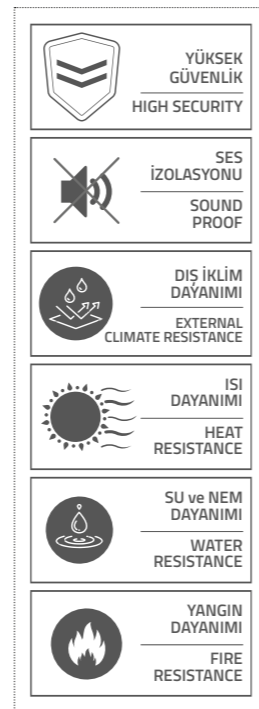 YÜKSEK
GÜVENLİK
HIGH SECURITY
SES
İZOLASYONU
SOUND
PROOF
DIŞ İKLİM
DAYANIMI
EXTERNAL
CLIMATE RESISTANCE
ISI
DAYANIMI
HEAT
RESISTANCE
SU ve NEM
DAYANIMI
WATER
RESISTANCE
YANGIN
DAYANIMI
FIRE
RESISTANCE